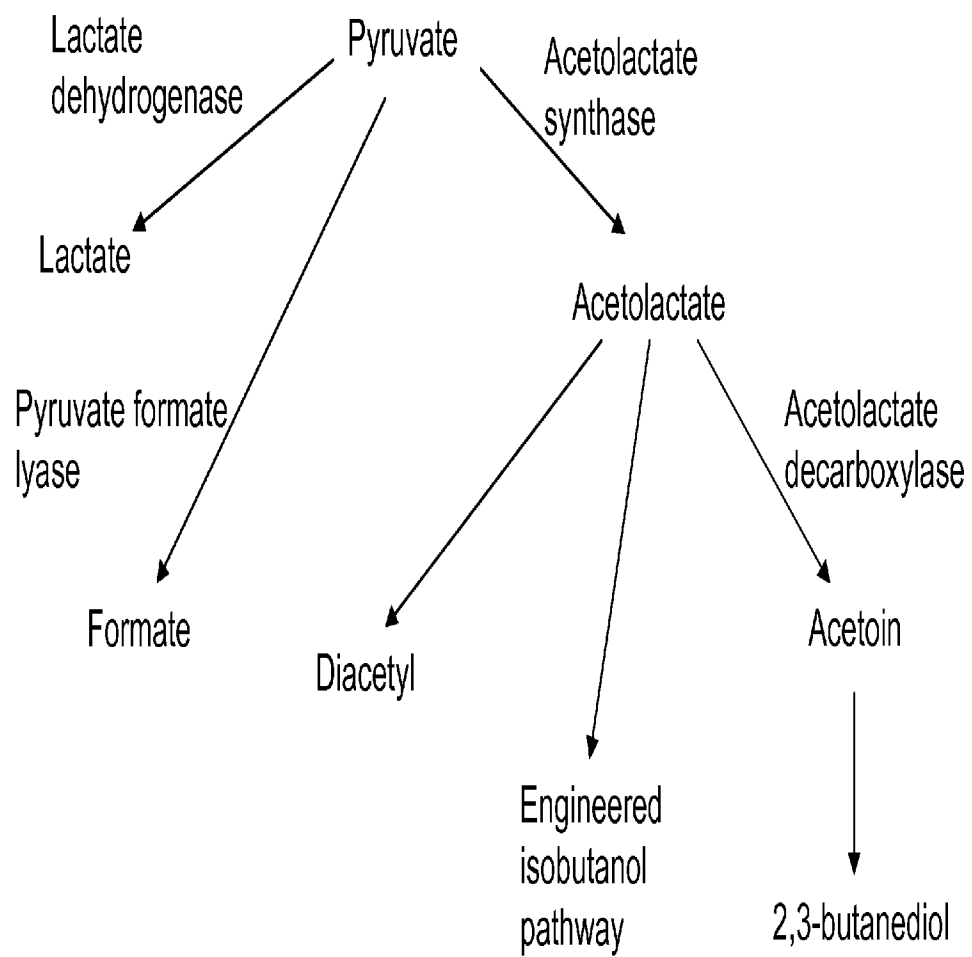 Lactate
dehydrogenase
Pyruvate
Acetolactate
synthase
Lactate
Acetolactate
Pyruvate formate
lyase
Acetolactate
decarboxylase
Formate
Diacetyl
Acetoin
Engineered
isobutanol
pathway
2,3-butanediol